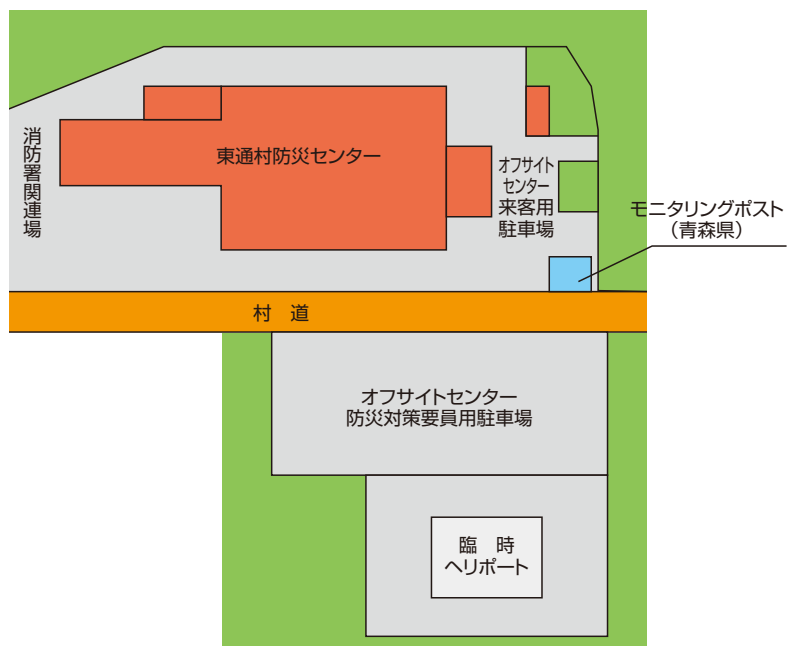 消防署関連場
東通村防災センター
オフサイト
センター
来客用
駐車場
モニタリングポスト
（青森県）
村　道
オフサイトセンター
防災対策要員用駐車場
臨　時
ヘリポート